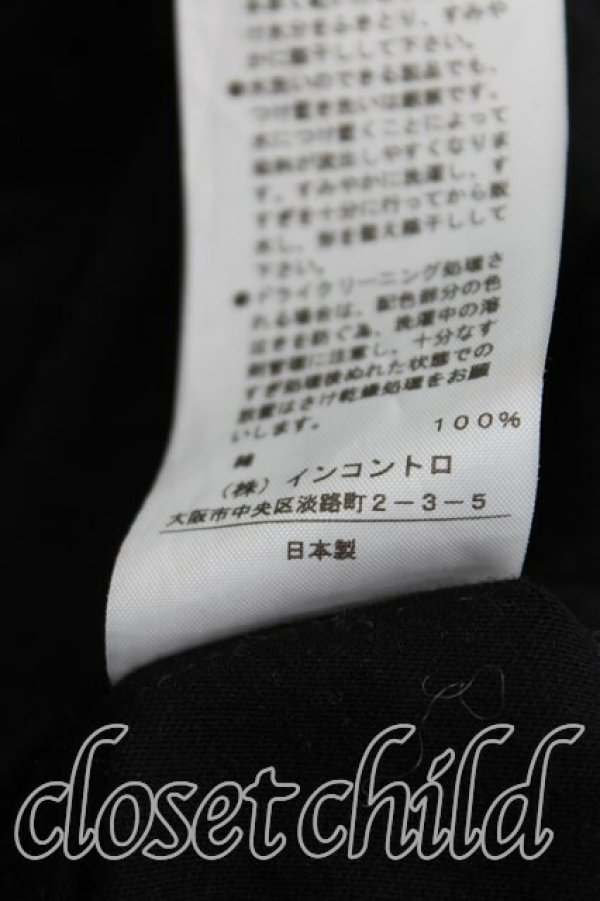 汁水分をふきとり、すみや
かに陰干しして下さい。
●水洗いのできる製品でも、
つけ置き洗いは厳禁です。
水につけ置くことによって
染料が流出しやすくなりま
す。すみやかに洗濯し、す
すぎを十分に行ってから脱
水し、形を整え陰干しして
下さい。
●ドライクリーニング処理さ
れる場合は、配色部分の色
泣きを防ぐ為、洗濯中の溶
剤管理に注意し、十分なす
すぎ処理後ぬれた状態での
放置はさけ乾燥処理をお願
いします。
綿 100%
(株)インコントロ
大阪市中央区淡路町2-3-5
日本製
closet child